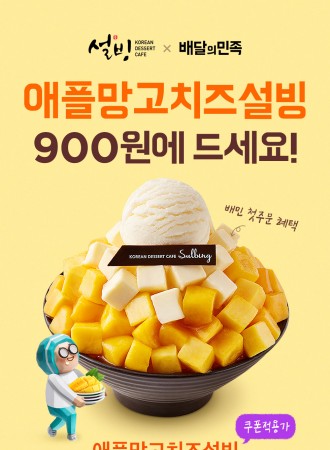 설빙 KOREAN DESSERT CAFE × 배달의민족
애플망고치즈설빙
900원에 드세요!
배민 첫주문 혜택
KOREAN DESSERT CAFE Sulbing
쿠폰적용가
애플망고치즈설빙